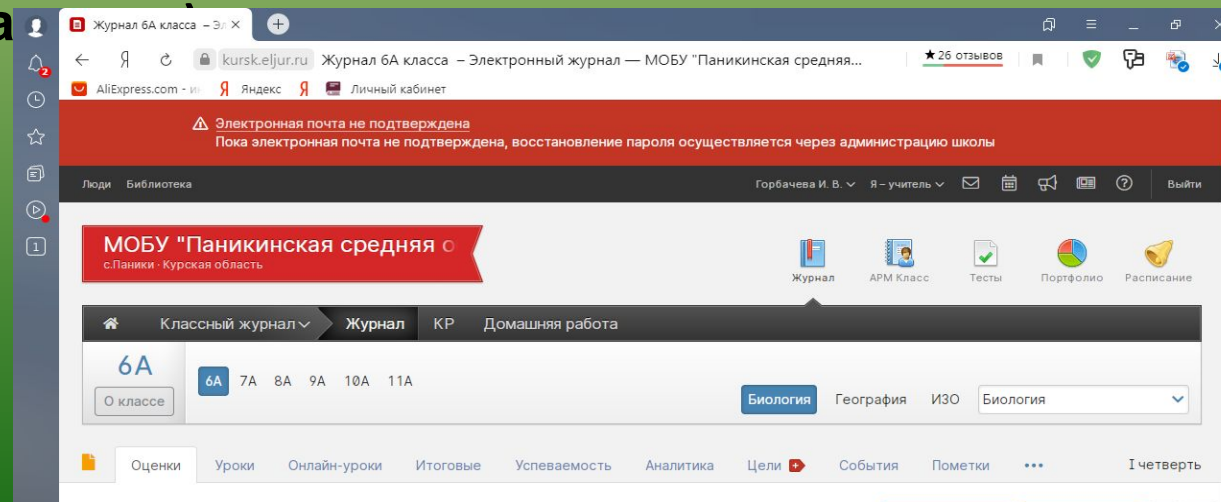 Журнал 6А класса – Эл
kursk.eljur.ru Журнал 6А класса – Электронный журнал — МОБУ "Паникинская средняя... ★26 отзывов
2
AliExpress.com - Яндекс Личный кабинет
Электронная почта не подтверждена
Пока электронная почта не подтверждена, восстановление пароля осуществляется через администрацию школы
Люди Библиотека Горбачева И. В. Я – учитель Выйти
1
МОБУ "Паникинская средняя о
с.Паники · Курская область
Журнал АРМ Класс Тесты Портфолио Расписание
Классный журнал Журнал КР Домашняя работа
6А
6А 7А 8А 9А 10А 11А
О классе
Биология География ИЗО Биология
Оценки Уроки Онлайн-уроки Итоговые Успеваемость Аналитика Цели События Пометки ••• I четверть